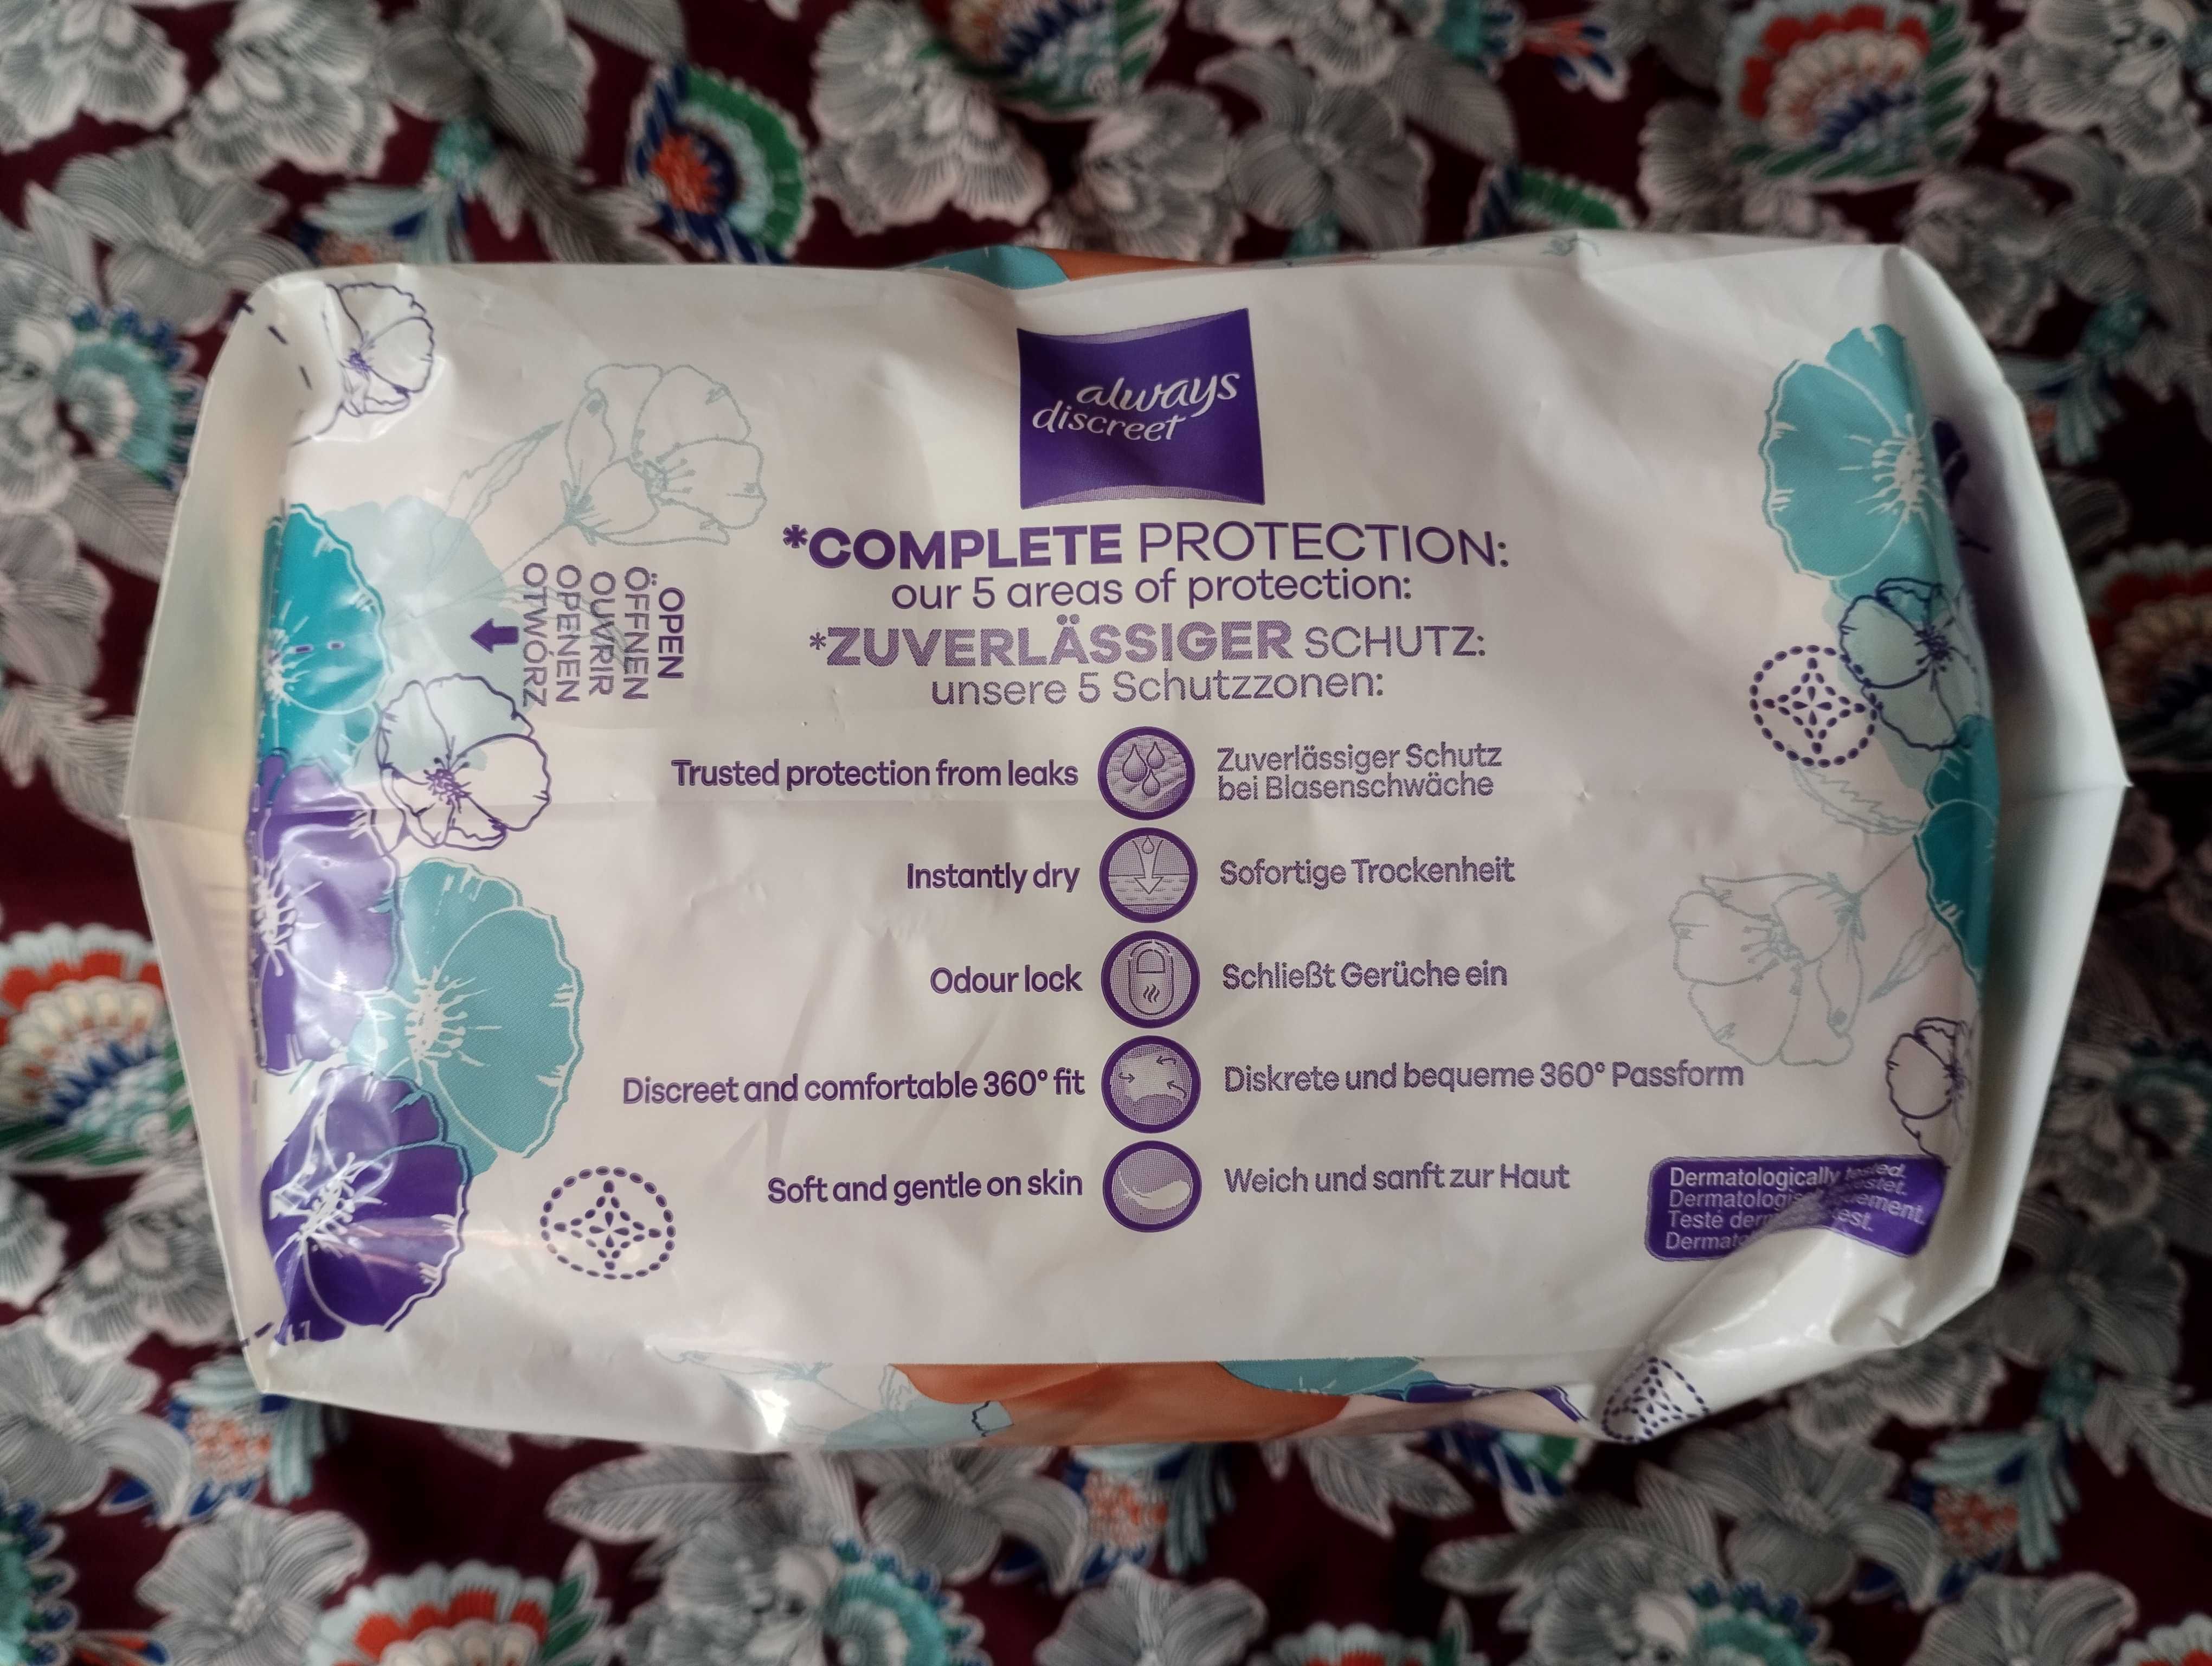 always
discreet
*COMPLETE PROTECTION:
our 5 areas of protection:
*ZUVERLÄSSIGER SCHUTZ:
unsere 5 Schutzzonen:
OPEN
ÖFFNEN
OUVRIR
OPENEN
OTWÓRZ
Trusted protection from leaks
Zuverlässiger Schutz
bei Blasenschwäche
Instantly dry
Sofortige Trockenheit
Odour lock
Schließt Gerüche ein
Discreet and comfortable 360° fit
Diskrete und bequeme 360° Passform
Soft and gentle on skin
Weich und sanft zur Haut
Dermatologically tested.
Testé